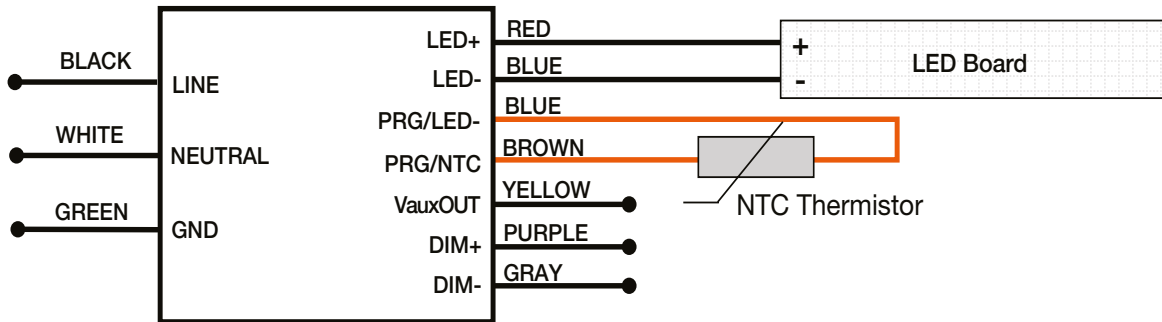 BLACK
LINE
WHITE
NEUTRAL
GREEN
GND
LED+
RED
LED-
BLUE
PRG/LED-
BLUE
PRG/NTC
BROWN
VauxOUT
YELLOW
DIM+
PURPLE
DIM-
GRAY
+
-
LED Board
NTC Thermistor